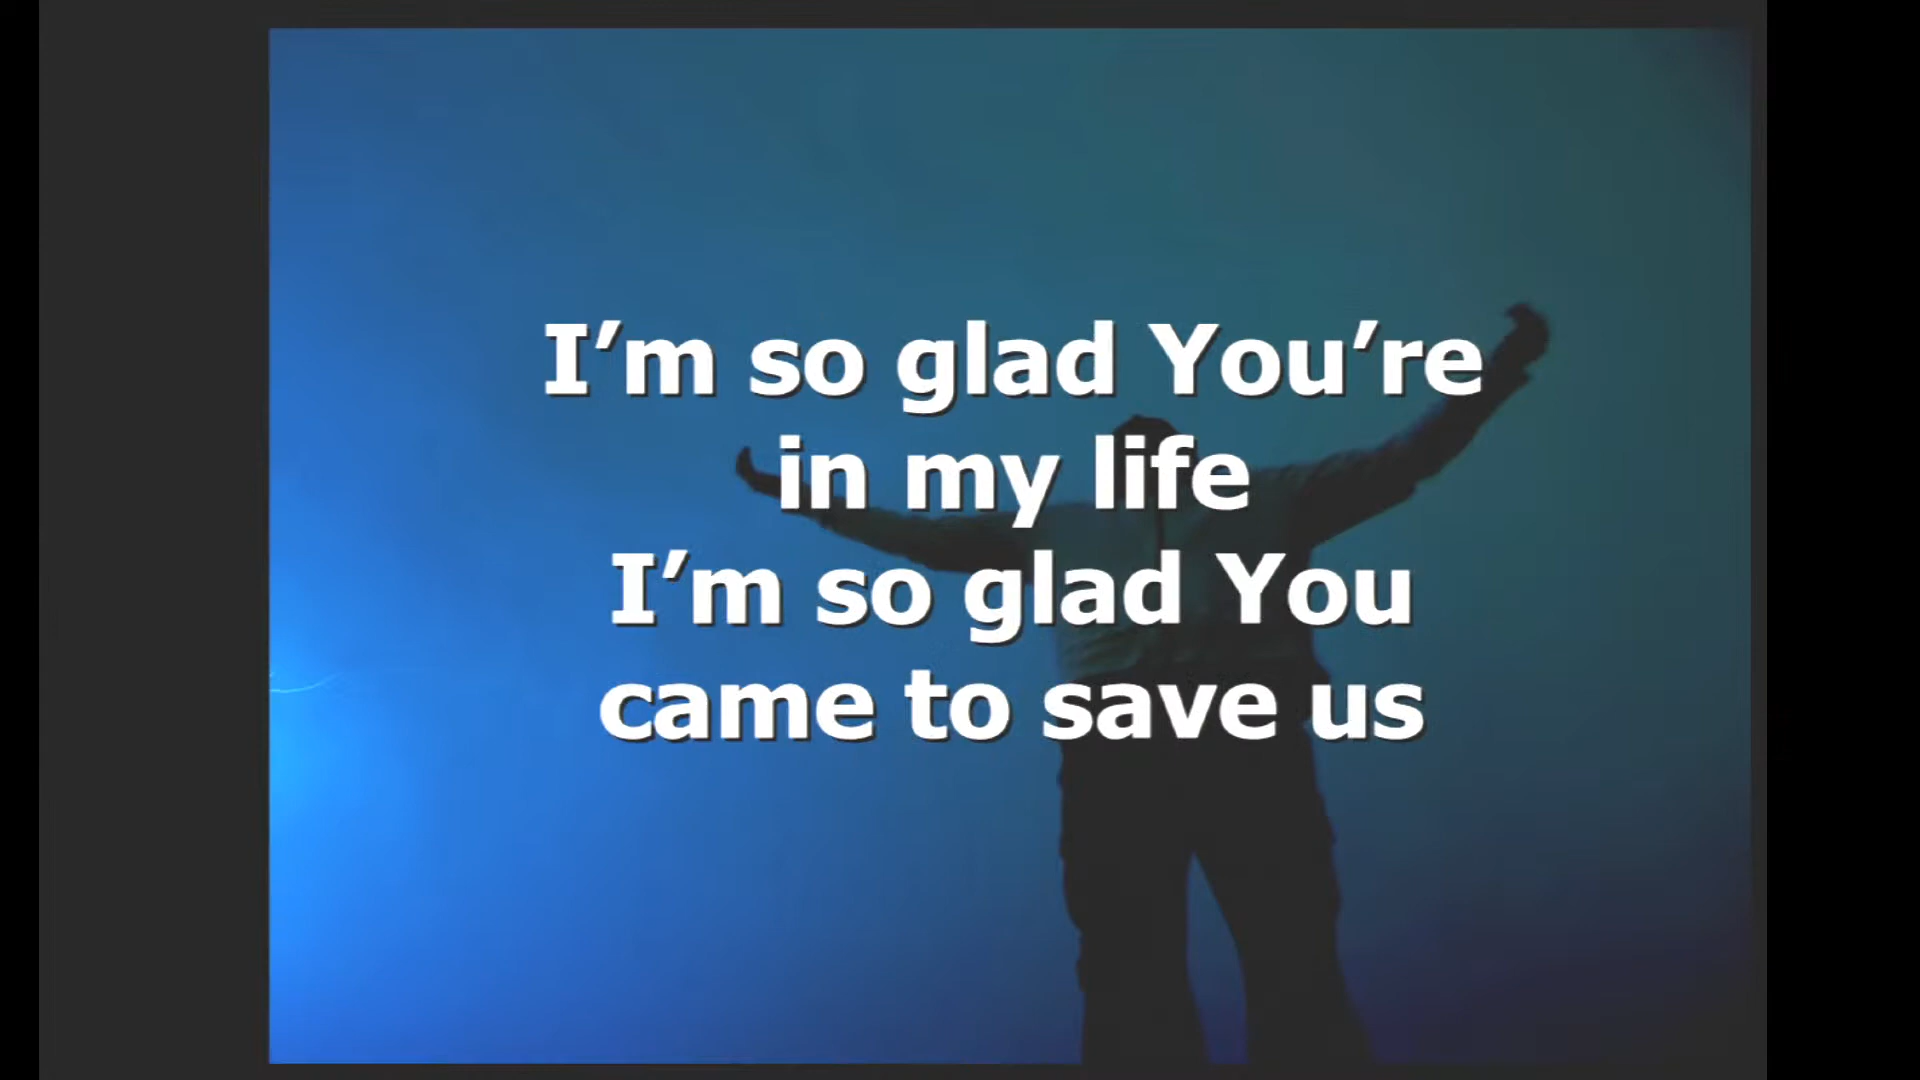 I’m so glad You’re
in my life
I’m so glad You
came to save us